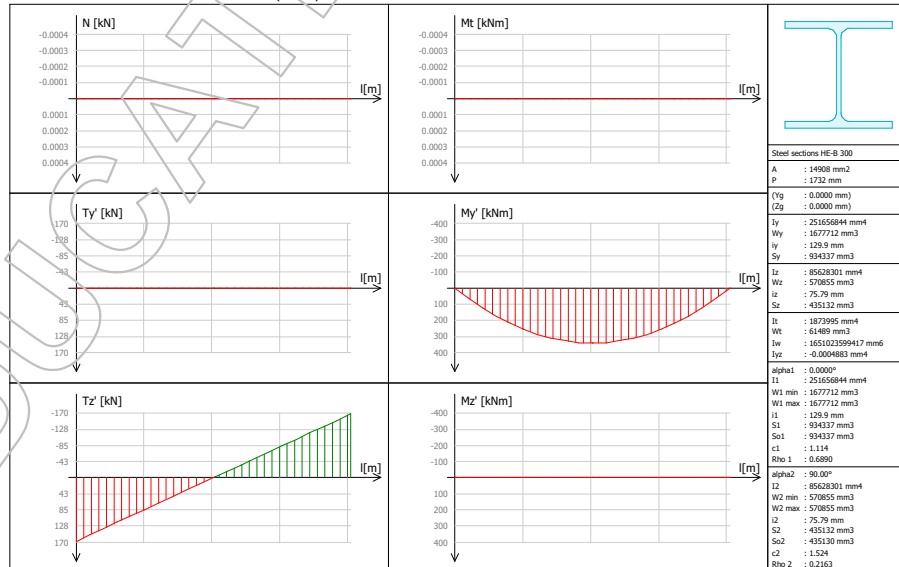 N [kN]
-0.0004
-0.0003
-0.0002
-0.0001
l[m]
0.0001
0.0002
0.0003
0.0004
Mt [kNm]
-0.0004
-0.0003
-0.0002
-0.0001
l[m]
0.0001
0.0002
0.0003
0.0004
Ty' [kN]
-170
-128
-85
-43
l[m]
43
85
128
170
My' [kNm]
-400
-300
-200
-100
l[m]
100
200
300
400
Tz' [kN]
-170
-128
-85
-43
l[m]
43
85
128
170
Mz' [kNm]
-400
-300
-200
-100
l[m]
100
200
300
400
Steel sections HE-B 300
A : 14908 mm2
P : 1732 mm
(Yg : 0.0000 mm)
(Zg : 0.0000 mm)
Iy : 251656844 mm4
Wy : 1677712 mm3
iy : 129.9 mm
Sy : 934337 mm3
Iz : 85628301 mm4
Wz : 570855 mm3
iz : 75.79 mm
Sz : 435132 mm3
It : 1873995 mm4
Wt : 61489 mm3
Iw : 1651023599417 mm6
Iyz : -0.0004883 mm4
alpha1 : 0.0000°
I1 : 251656844 mm4
W1 min : 1677712 mm3
W1 max : 1677712 mm3
i1 : 129.9 mm
S1 : 934337 mm3
So1 : 934337 mm3
c1 : 1.114
Rho 1 : 0.6890
alpha2 : 90.00°
I2 : 85628301 mm4
W2 min : 570855 mm3
W2 max : 570855 mm3
i2 : 75.79 mm
S2 : 435132 mm3
So2 : 435130 mm3
c2 : 1.524
Rho 2 : 0.2163
UCAT